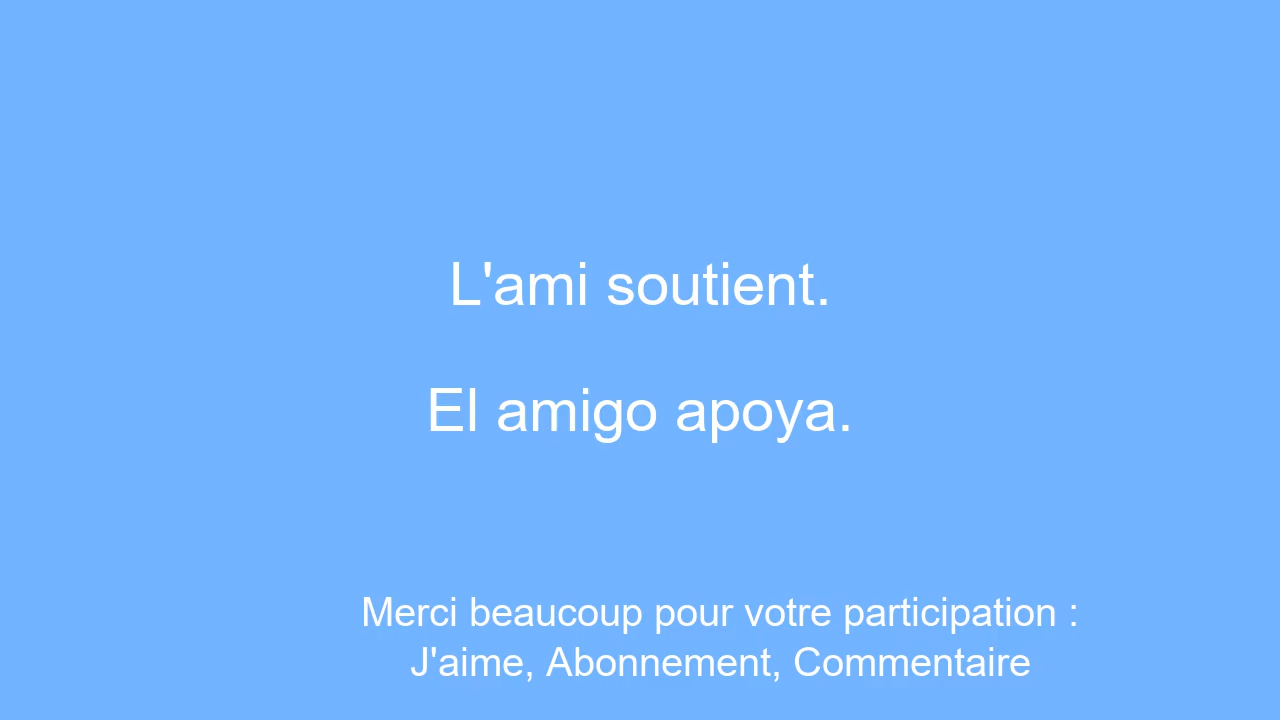 L'ami soutient.
El amigo apoya.
Merci beaucoup pour votre participation :
J'aime, Abonnement, Commentaire